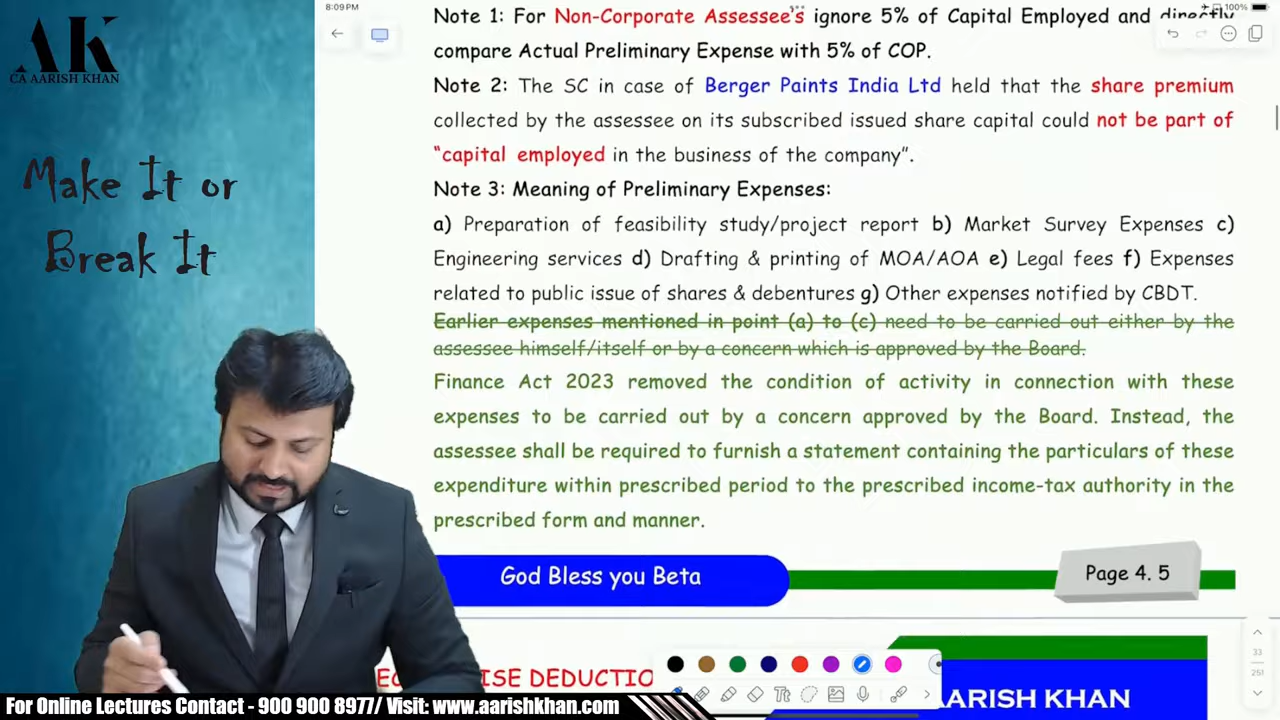 8:09 PM
100%
AK
CA AARISH KHAN
Make It or
Break It
Note 1: For Non-Corporate Assessee's ignore 5% of Capital Employed and directly
compare Actual Preliminary Expense with 5% of COP.
Note 2: The SC in case of Berger Paints India Ltd held that the share premium
collected by the assessee on its subscribed issued share capital could not be part of
“capital employed in the business of the company”.
Note 3: Meaning of Preliminary Expenses:
a) Preparation of feasibility study/project report b) Market Survey Expenses c)
Engineering services d) Drafting & printing of MOA/AOA e) Legal fees f) Expenses
related to public issue of shares & debentures g) Other expenses notified by CBDT.
Earlier expenses mentioned in point (a) to (c) need to be carried out either by the
assessee himself/itself or by a concern which is approved by the Board.
Finance Act 2023 removed the condition of activity in connection with these
expenses to be carried out by a concern approved by the Board. Instead, the
assessee shall be required to furnish a statement containing the particulars of these
expenditure within prescribed period to the prescribed income-tax authority in the
prescribed form and manner.
God Bless you Beta
Page 4. 5
33
251
ISE DEDUCTIO
AARISH KHAN
For Online Lectures Contact - 900 900 8977/ Visit: www.aarishkhan.com